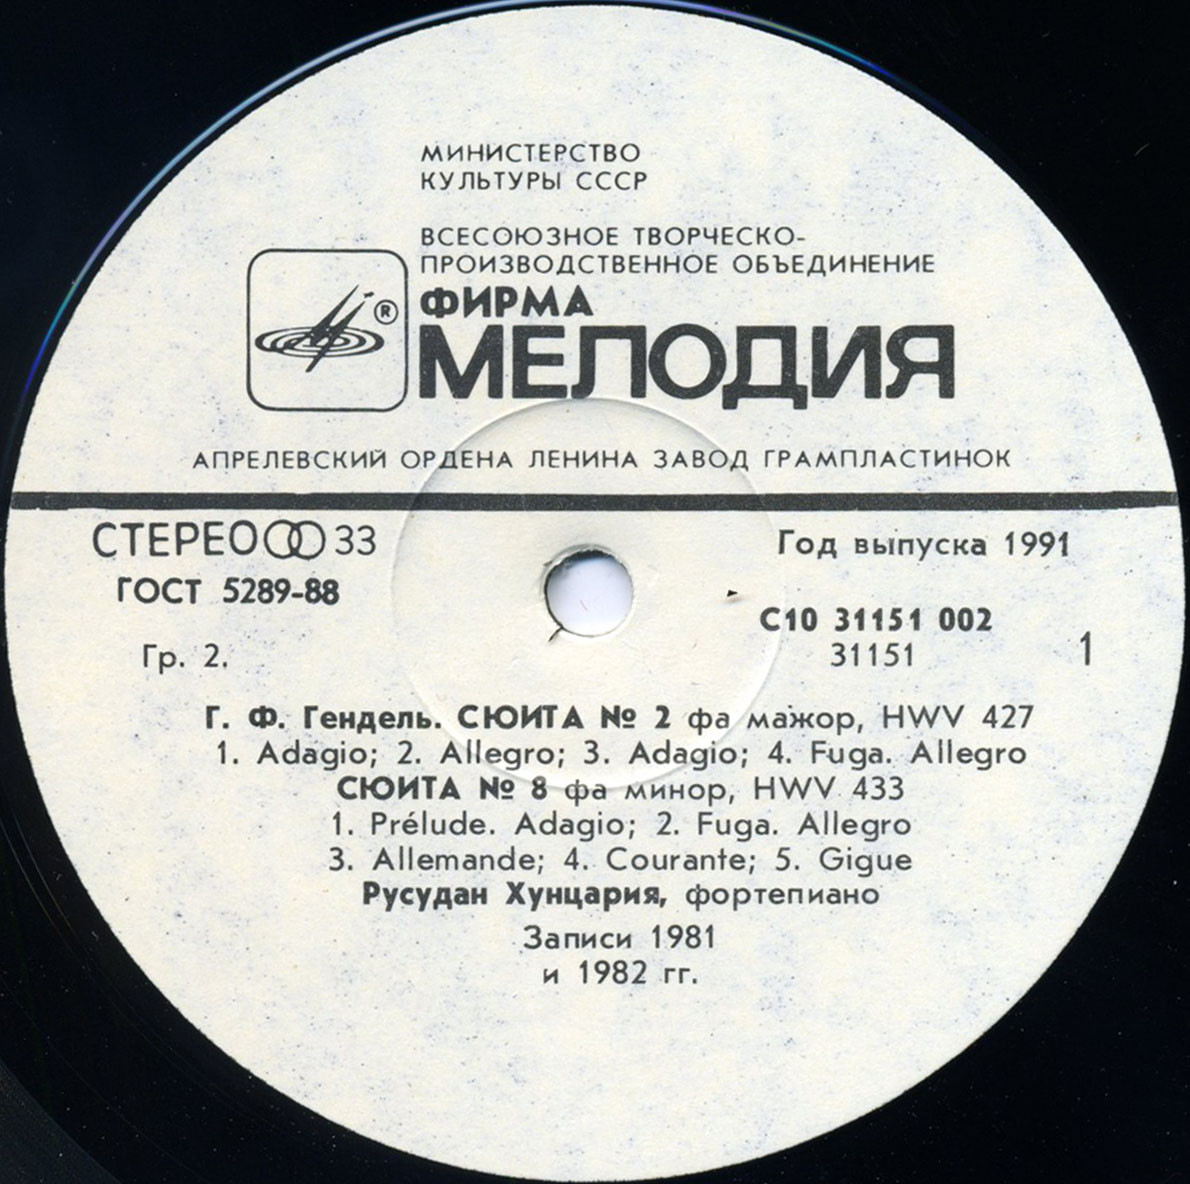 МИНИСТЕРСТВО
КУЛЬТУРЫ СССР
ВСЕСОЮЗНОЕ ТВОРЧЕСКО-
ПРОИЗВОДСТВЕННОЕ ОБЪЕДИНЕНИЕ
ФИРМА
®
МЕЛОДИЯ
АПРЕЛЕВСКИЙ ОРДЕНА ЛЕНИНА ЗАВОД ГРАМПЛАСТИНОК
СТЕРЕО 33
Год выпуска 1991
ГОСТ 5289-88
С10 31151 002
Гр. 2.
31151
1
Г. Ф. Гендель. СЮИТА № 2 фа мажор, HWV 427
1. Adagio; 2. Allegro; 3. Adagio; 4. Fuga. Allegro
СЮИТА № 8 фа минор, HWV 433
1. Prélude. Adagio; 2. Fuga. Allegro
3. Allemande; 4. Courante; 5. Gigue
Русудан Хунцария, фортепиано
Записи 1981
и 1982 гг.